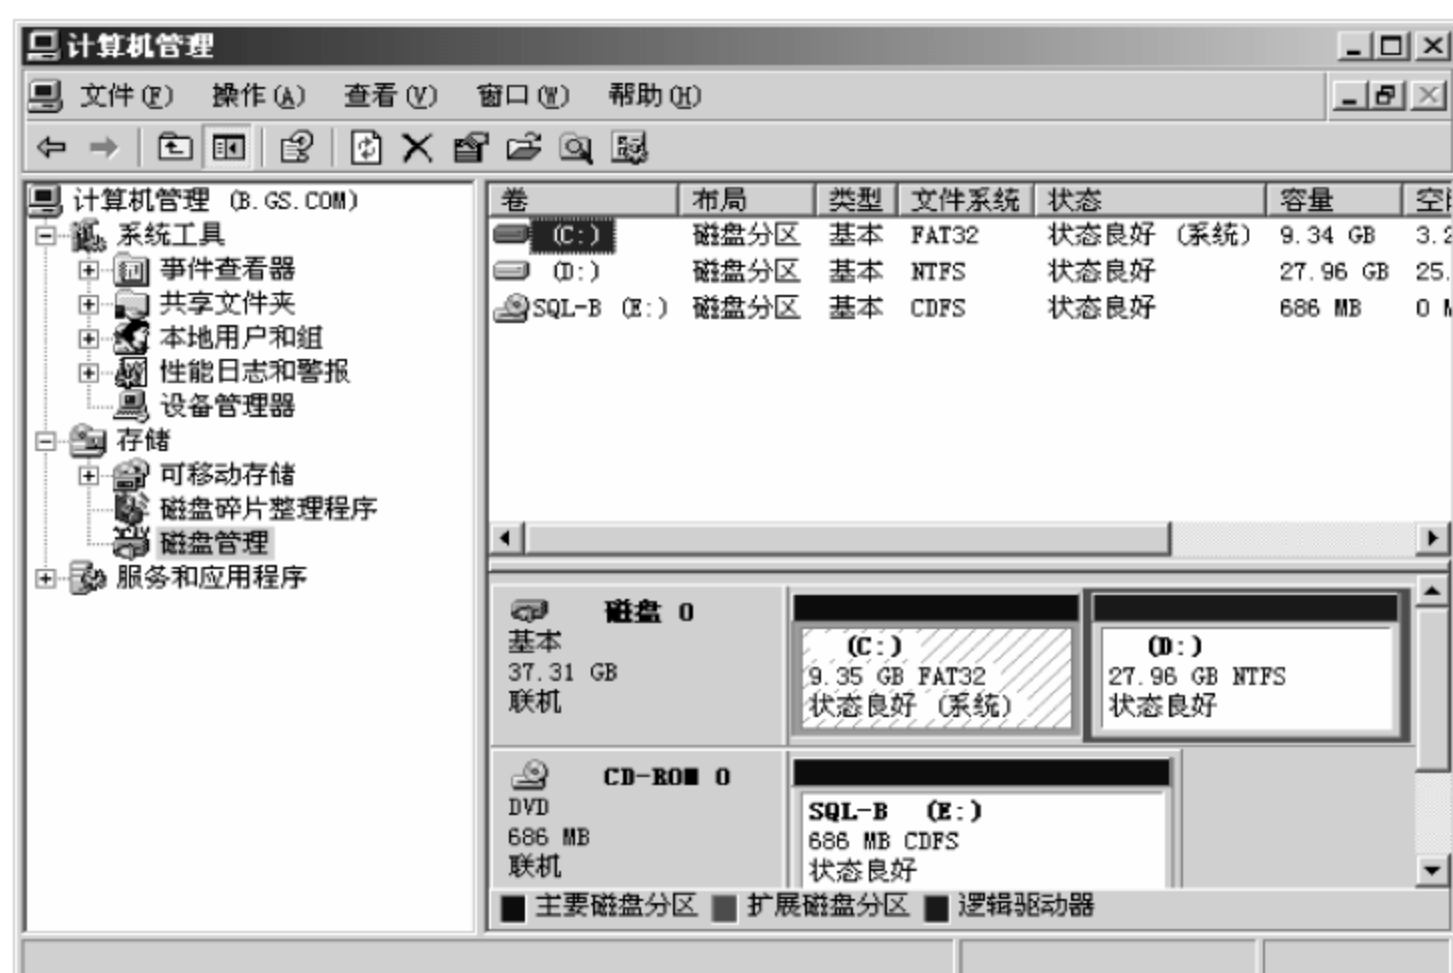 计算机管理
文件(F) 操作(A) 查看(V) 窗口(W) 帮助(H)
计算机管理 (B.GS.COM)
系统工具
事件查看器
共享文件夹
本地用户和组
性能日志和警报
设备管理器
存储
可移动存储
磁盘碎片整理程序
磁盘管理
服务和应用程序
卷 布局 类型 文件系统 状态 容量
(C:) 磁盘分区 基本 FAT32 状态良好 (系统) 9.34 GB 3.2
(D:) 磁盘分区 基本 NTFS 状态良好 27.96 GB 25.
SQL-B (E:) 磁盘分区 基本 CDFS 状态良好 686 MB 0
磁盘 0
基本
37.31 GB
联机
(C:)
9.35 GB FAT32
状态良好 (系统)
(D:)
27.96 GB NTFS
状态良好
CD-ROM 0
DVD
686 MB
联机
SQL-B (E:)
686 MB CDFS
状态良好
主要磁盘分区 扩展磁盘分区 逻辑驱动器